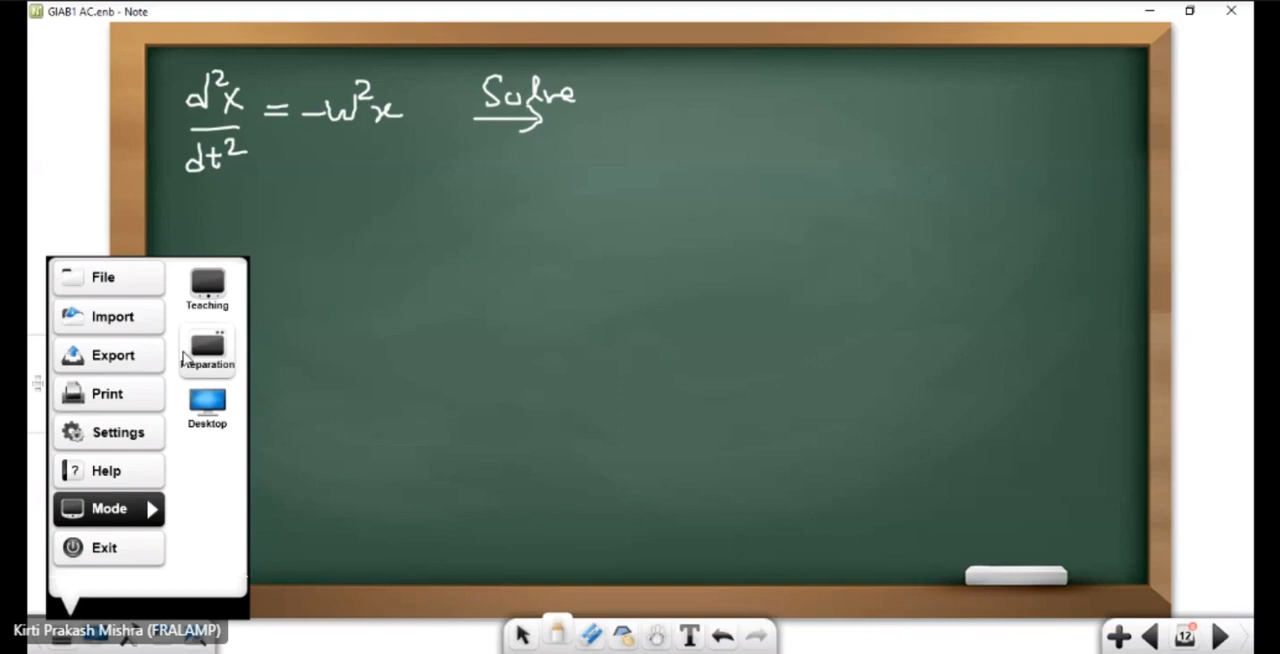 GIAB1 AC.enb - Note
d²x/dt² = -ω²x Solve
File
Import
Export
Print
Settings
Help
Mode
Exit
Teaching
Preparation
Desktop
Kirti Prakash Mishra (FRALAMP)
T
12